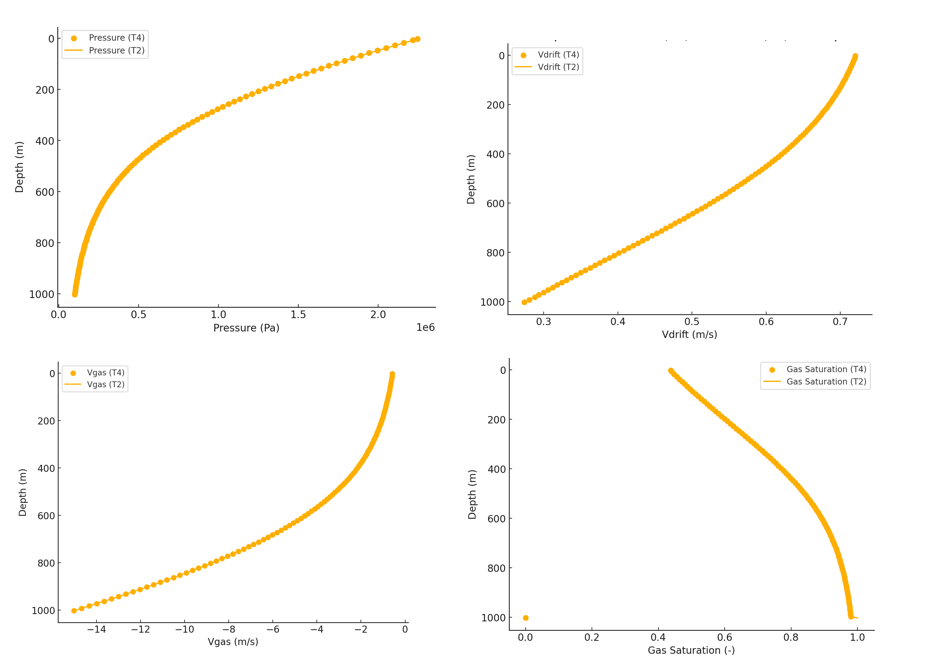 Pressure (T4)
Pressure (T2)
0
200
400
600
800
1000
Depth (m)
0.0
0.5
1.0
1.5
2.0
1e6
Pressure (Pa)
Vdrift (T4)
Vdrift (T2)
0
200
400
600
800
1000
Depth (m)
0.3
0.4
0.5
0.6
0.7
Vdrift (m/s)
Vgas (T4)
Vgas (T2)
0
200
400
600
800
1000
Depth (m)
−14
−12
−10
−8
−6
−4
−2
0
Vgas (m/s)
Gas Saturation (T4)
Gas Saturation (T2)
0
200
400
600
800
1000
Depth (m)
0.0
0.2
0.4
0.6
0.8
1.0
Gas Saturation (-)